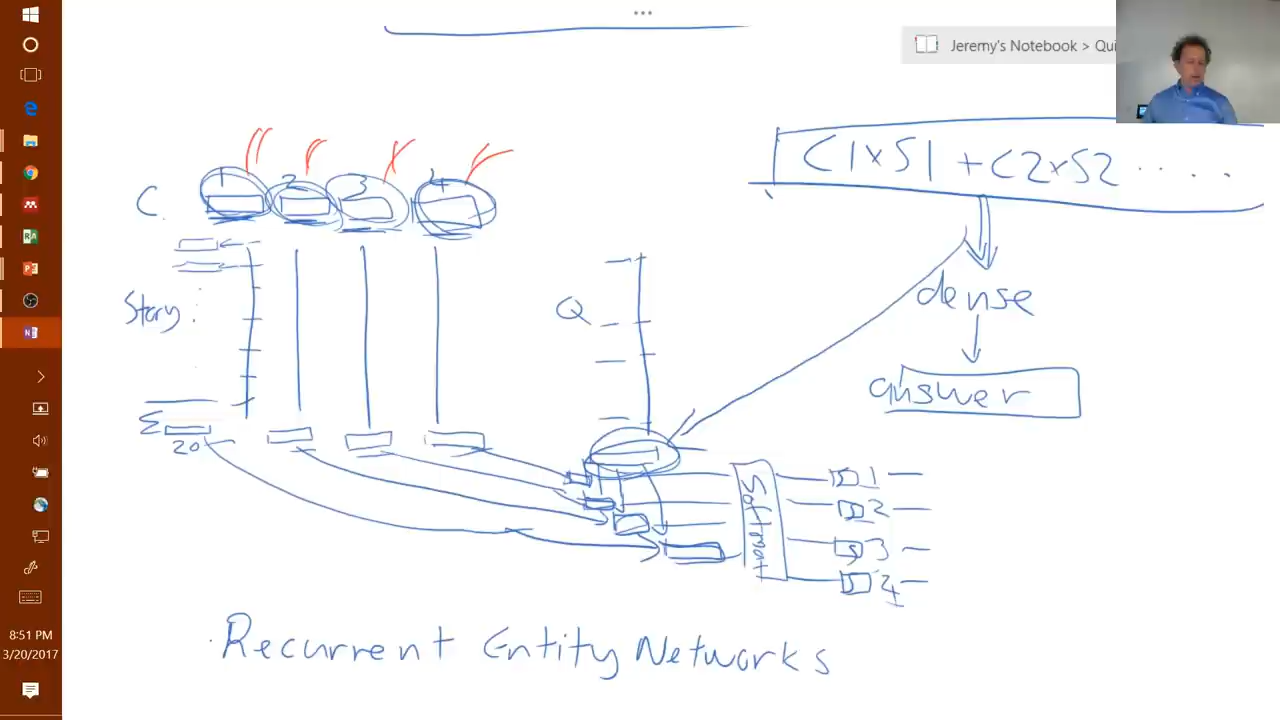 Jeremy's Notebook > Qui
C1×S1 + C2×S2 .....
1 2 3 4
C.
Story
Q
dense
answer
Σ
20
Softmax
S 1
S 2
S 3
S 4
Recurrent Entity Networks
8:51 PM
3/20/2017